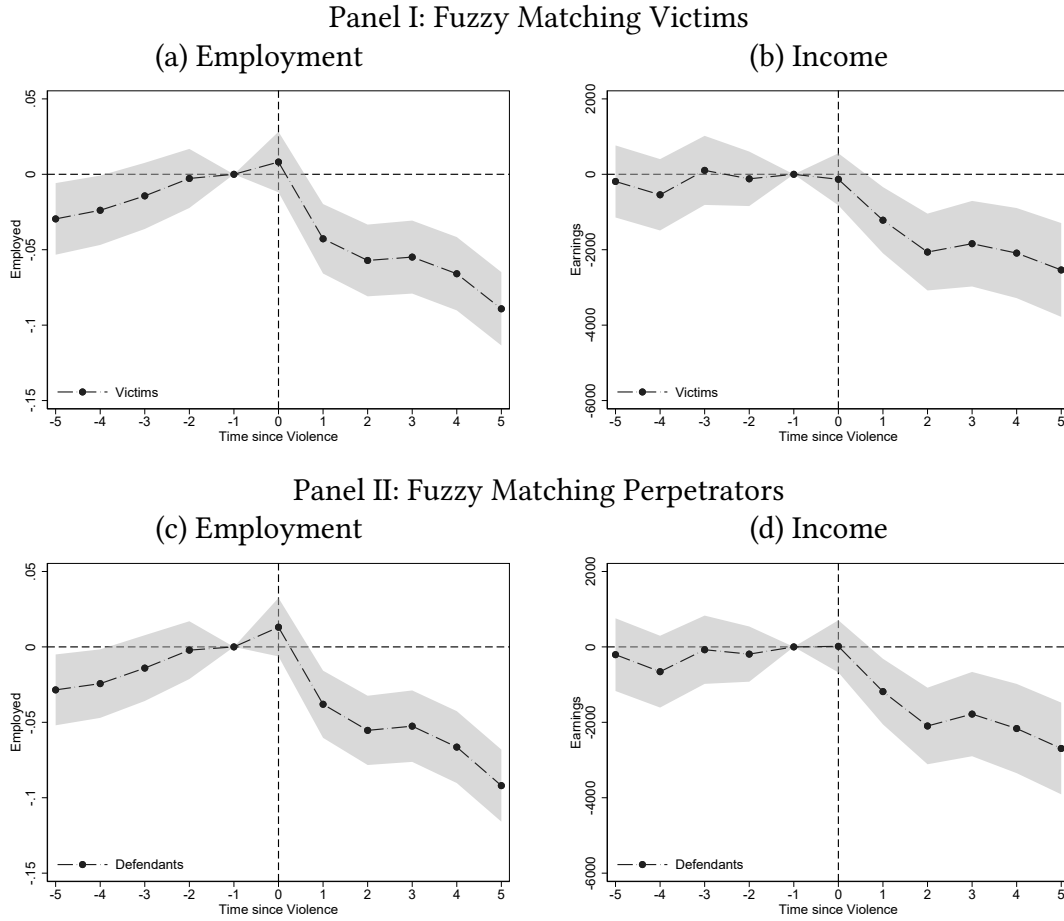 Panel I: Fuzzy Matching Victims
(a) Employment
(b) Income
.05
0
-.05
-.1
-.15
Employed
Victims
-5 -4 -3 -2 -1 0 1 2 3 4 5
Time since Violence
2000
0
-2000
-4000
-6000
Earnings
Victims
-5 -4 -3 -2 -1 0 1 2 3 4 5
Time since Violence
Panel II: Fuzzy Matching Perpetrators
(c) Employment
(d) Income
.05
0
-.05
-.1
-.15
Employed
Defendants
-5 -4 -3 -2 -1 0 1 2 3 4 5
Time since Violence
2000
0
-2000
-4000
-6000
Earnings
Defendants
-5 -4 -3 -2 -1 0 1 2 3 4 5
Time since Violence